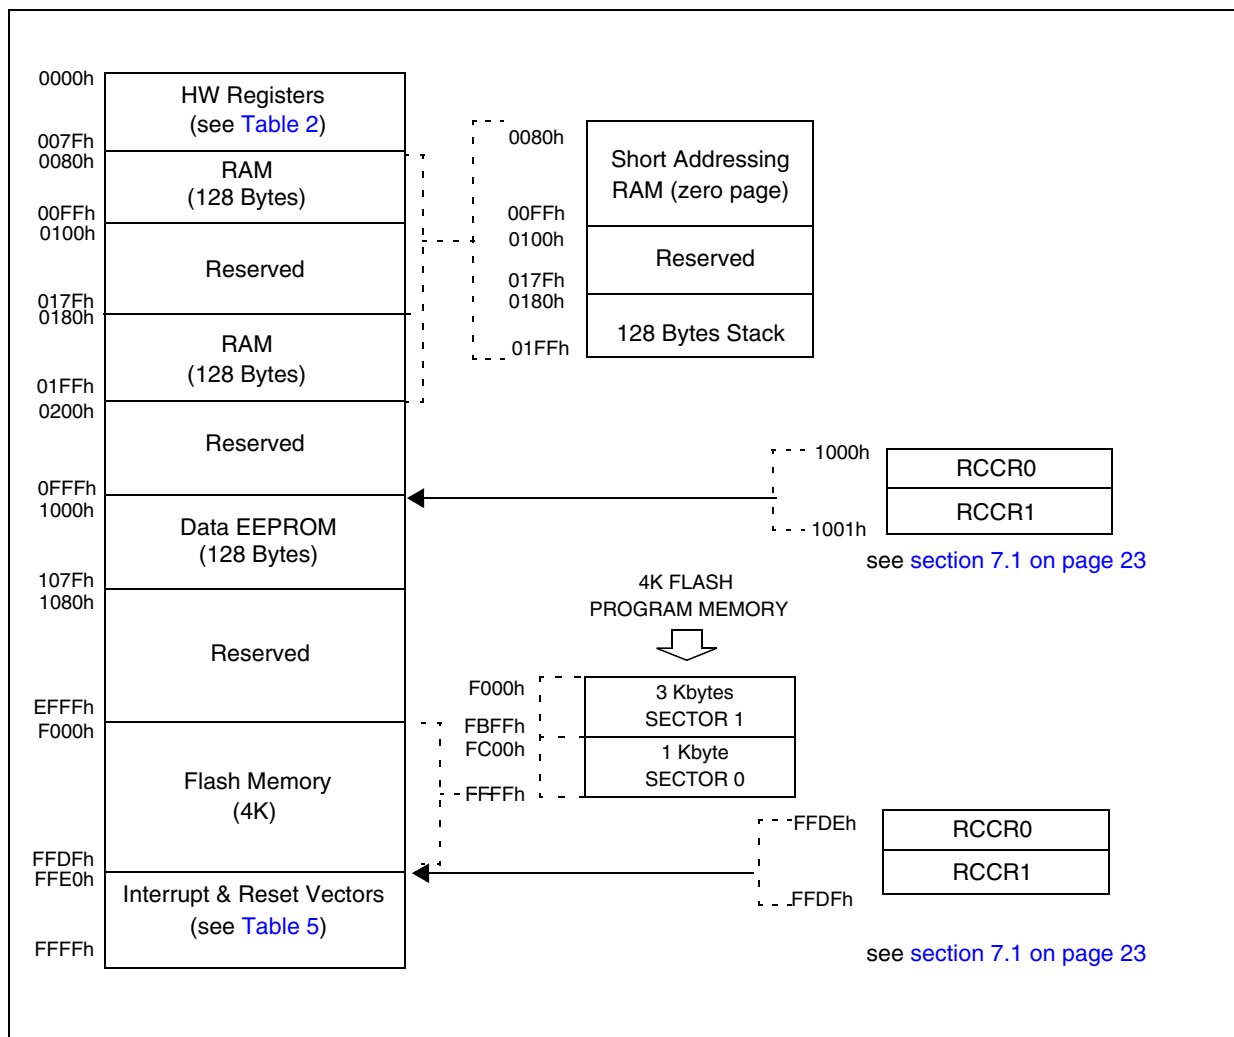 0000h
HW Registers
(see Table 2)
007Fh
0080h
RAM
(128 Bytes)
00FFh
0100h
Reserved
017Fh
0180h
RAM
(128 Bytes)
01FFh
0200h
Reserved
0FFFh
1000h
Data EEPROM
(128 Bytes)
107Fh
1080h
Reserved
EFFFh
F000h
Flash Memory
(4K)
FFDFh
FFE0h
Interrupt & Reset Vectors
(see Table 5)
FFFFh
0080h
Short Addressing
RAM (zero page)
00FFh
0100h
Reserved
017Fh
0180h
128 Bytes Stack
01FFh
1000h
RCCR0
RCCR1
1001h
see section 7.1 on page 23
4K FLASH
PROGRAM MEMORY
F000h
3 Kbytes
SECTOR 1
FBFFh
FC00h
1 Kbyte
SECTOR 0
FFFFh
FFDEh
RCCR0
RCCR1
FFDFh
see section 7.1 on page 23